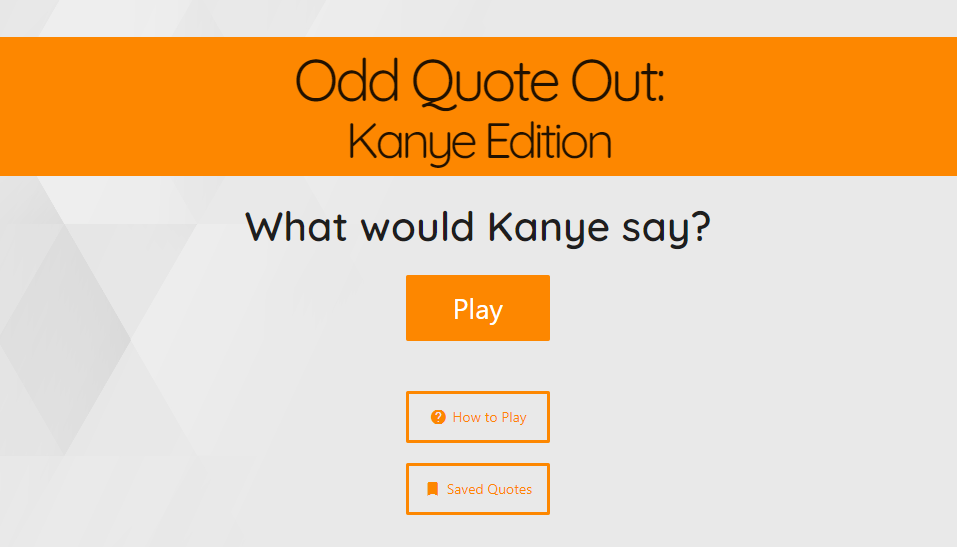 Odd Quote Out:
Kanye Edition
What would Kanye say?
Play
How to Play
Saved Quotes